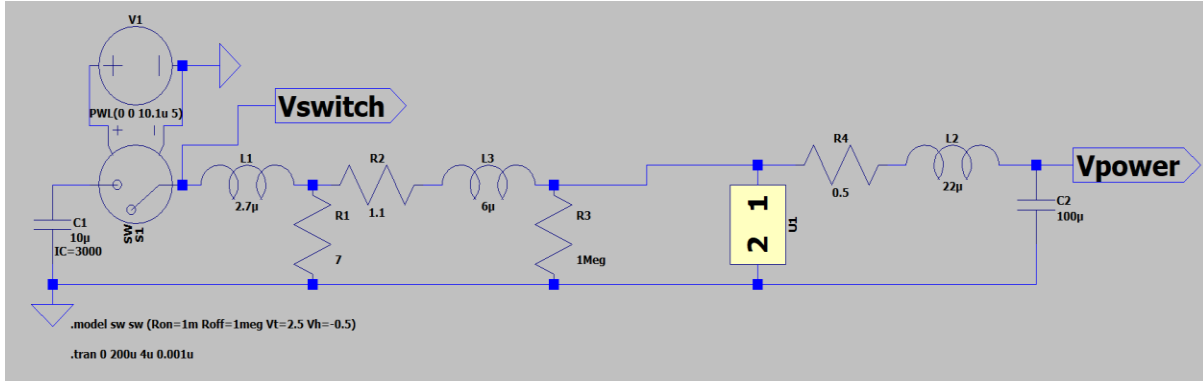 V1
PWL(0 0 10.1u 5)
Vswitch
L1
2.7µ
R2
1.1
L3
6µ
R4
0.5
L2
22µ
Vpower
C1
10µ
IC=3000
SW
S1
R1
7
R3
1Meg
1
2
U1
C2
100µ
.model sw sw (Ron=1m Roff=1meg Vt=2.5 Vh=-0.5)
.tran 0 200u 4u 0.001u